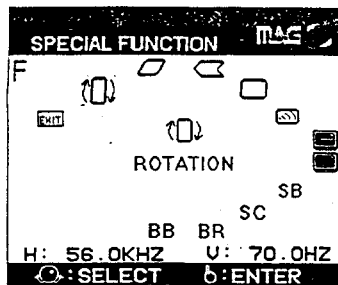 SPECIAL FUNCTION MAG
F
EXIT
ROTATION
SB
SC
BB BR
H: 56.0KHZ V: 70.0HZ
:SELECT :ENTER